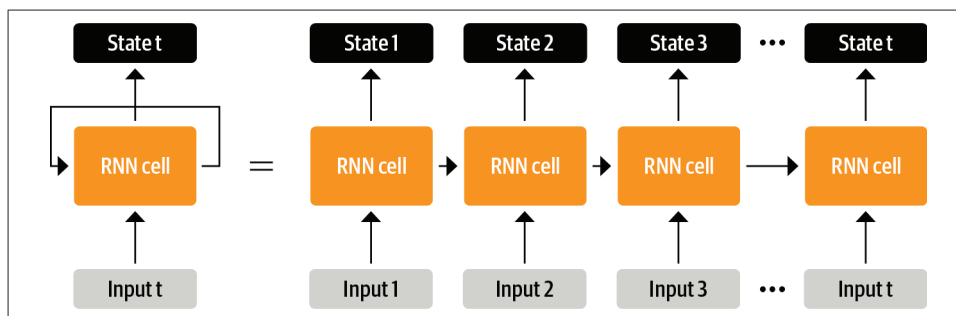 State t State 1 State 2 State 3 ••• State t
RNN cell = RNN cell RNN cell RNN cell RNN cell
Input t Input 1 Input 2 Input 3 ••• Input t